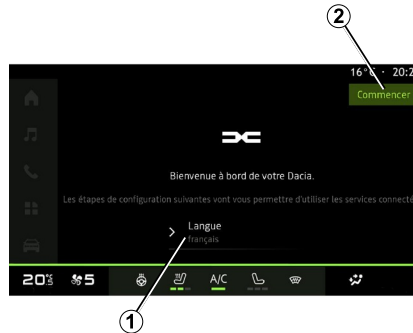 2
16° · 20:2
Commencer
Bienvenue à bord de votre Dacia.
Les étapes de configuration suivantes vont vous permettre d'utiliser les services connecté
Langue
français
20°5 5 A/C
1